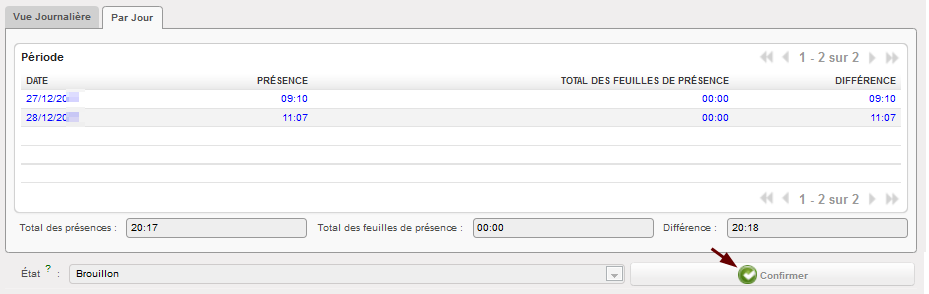 Vue Journalière Par Jour
Période 1 - 2 sur 2
DATE PRÉSENCE TOTAL DES FEUILLES DE PRÉSENCE DIFFÉRENCE
27/12/20 09:10 00:00 09:10
28/12/20 11:07 00:00 11:07
1 - 2 sur 2
Total des présences : 20:17 Total des feuilles de présence : 00:00 Différence : 20:18
État ? : Brouillon Confirmer